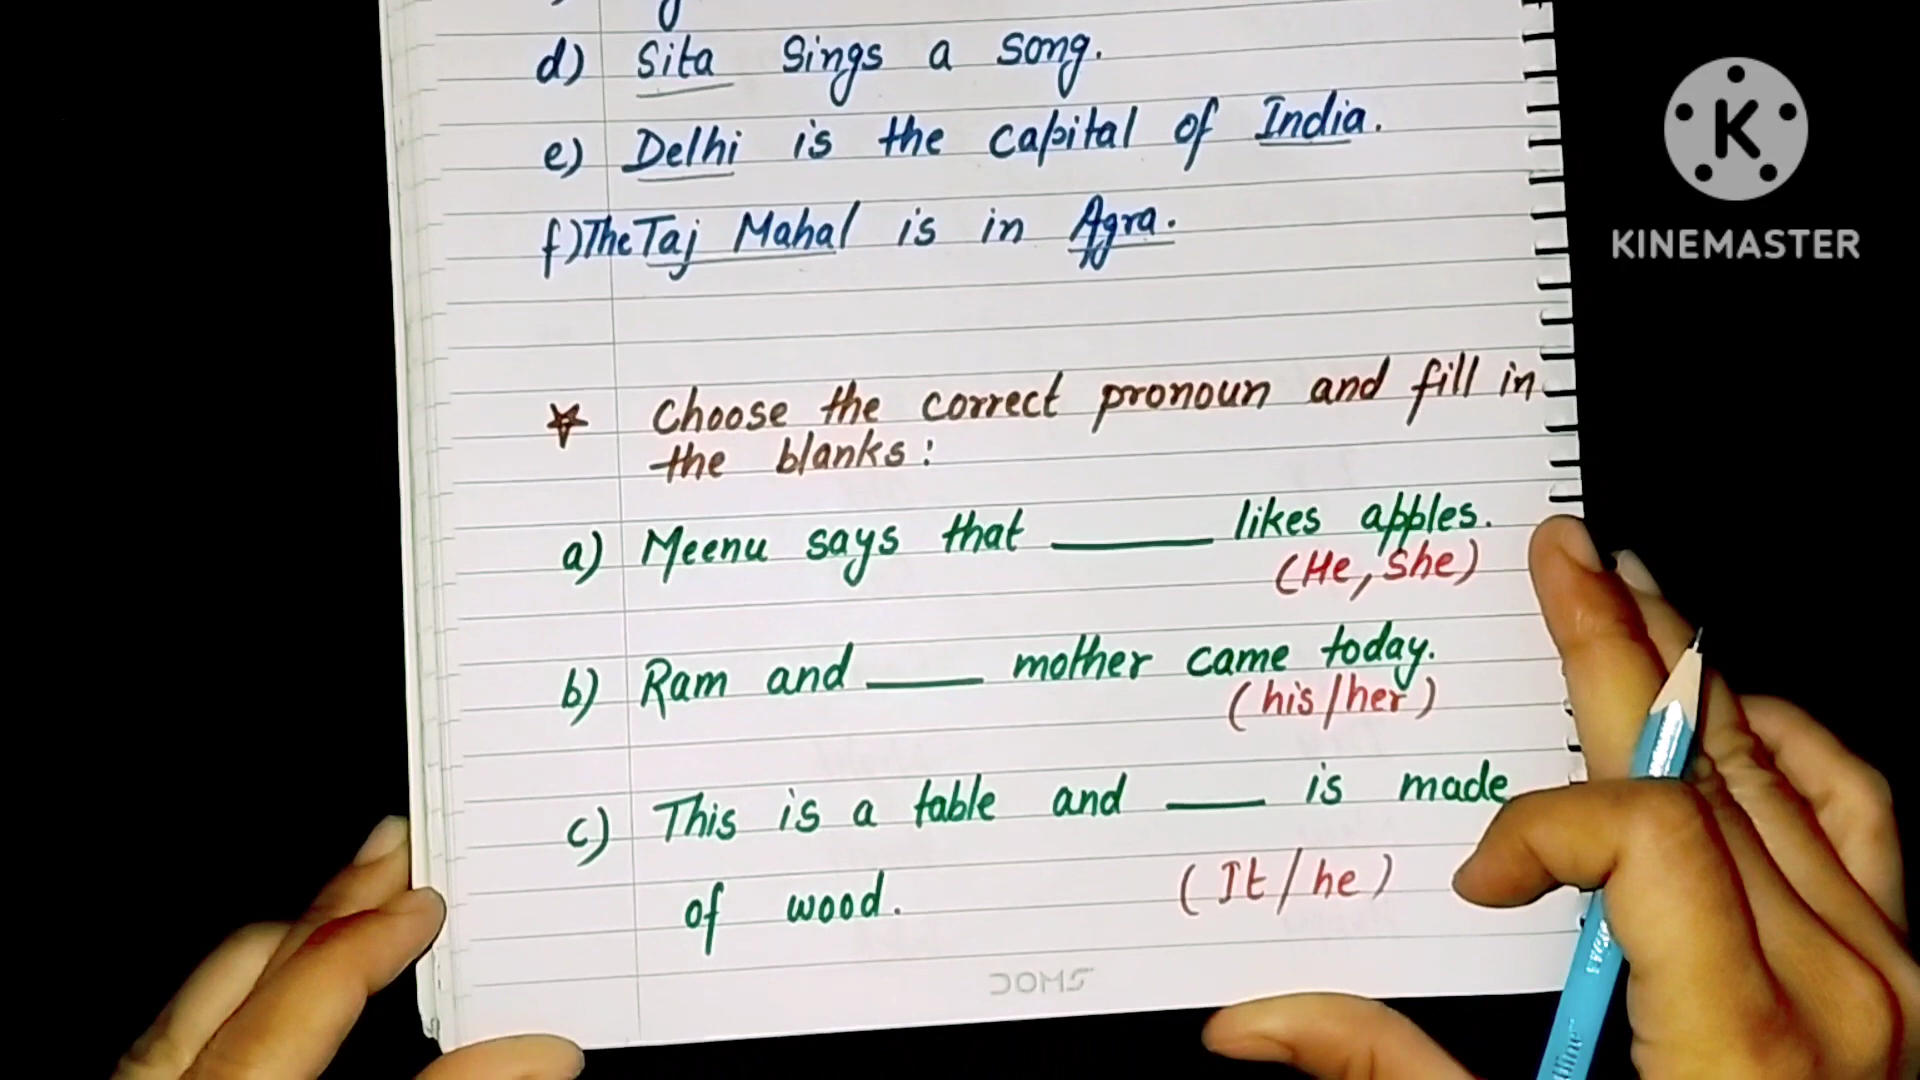 d) Sita Sings a song.
e) Delhi is the capital of India.
f) The Taj Mahal is in Agra.
KINEMASTER
Choose the correct pronoun and fill in
the blanks:
a) Meenu says that ______ likes apples.
(He, She)
b) Ram and ____ mother came today.
(his/her)
c) This is a table and ____ is made
of wood. (It/he)
DOMS